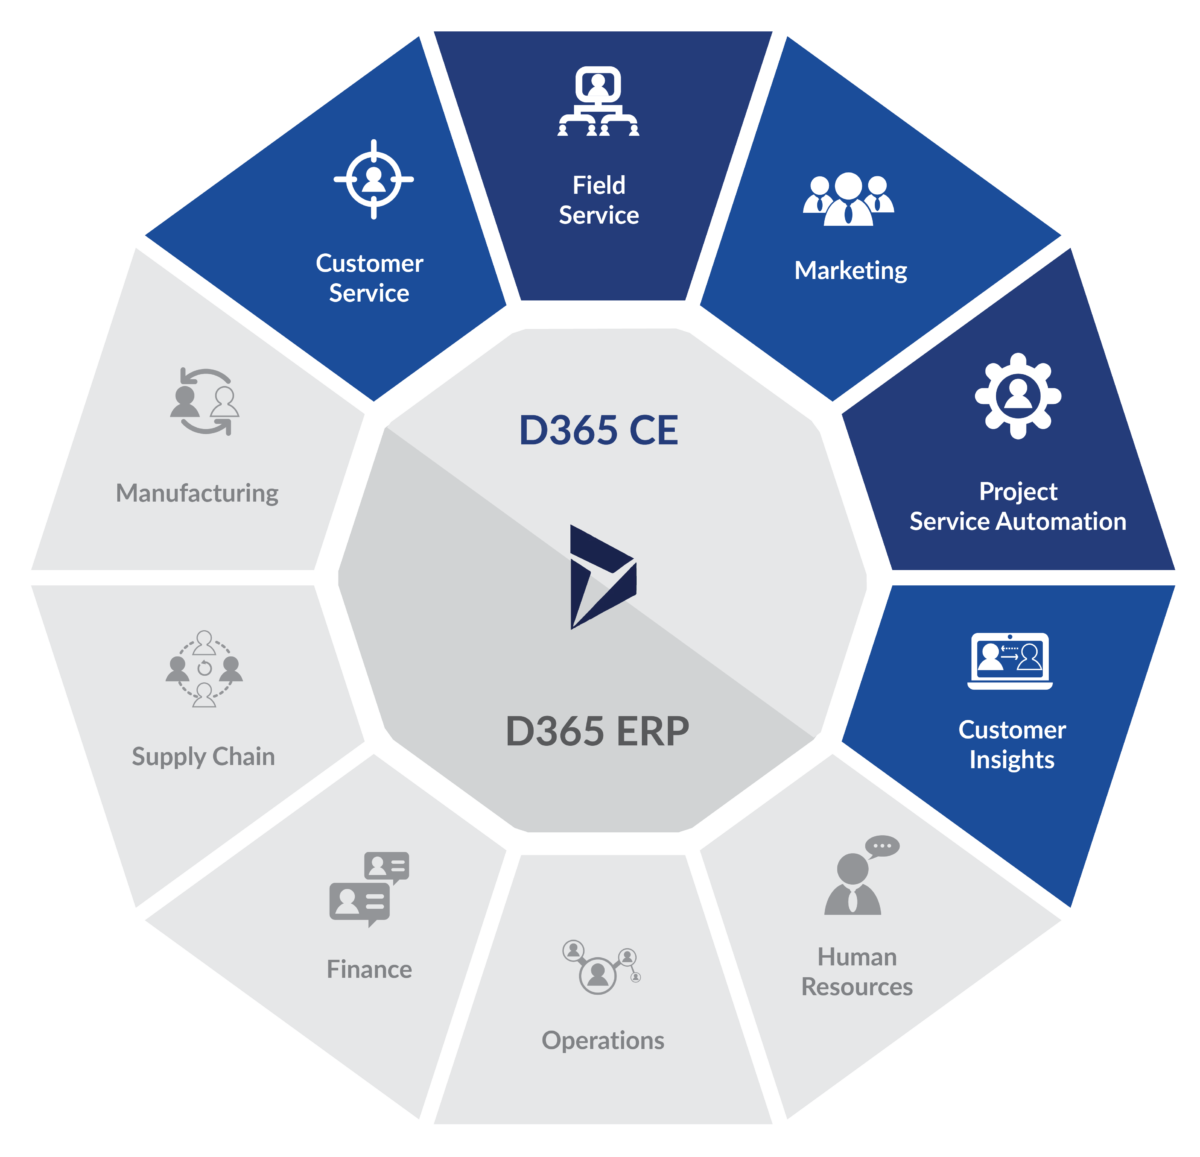 Field
Service
Marketing
Customer
Service
Project
Service Automation
Manufacturing
D365 CE
D365 ERP
Customer
Insights
Supply Chain
Human
Resources
Finance
Operations